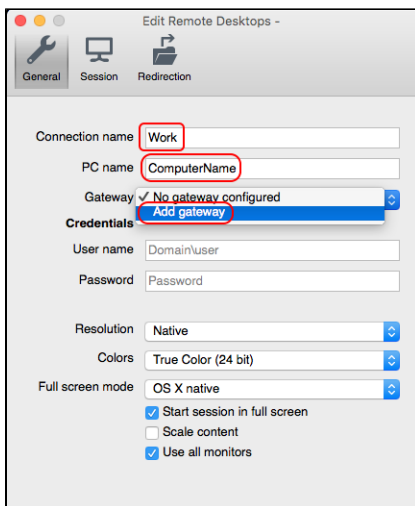 Edit Remote Desktops -
General Session Redirection
Connection name Work
PC name ComputerName
Gateway ✓ No gateway configured
Add gateway
Credentials
User name Domain\user
Password Password
Resolution Native
Colors True Color (24 bit)
Full screen mode OS X native
Start session in full screen
Scale content
Use all monitors